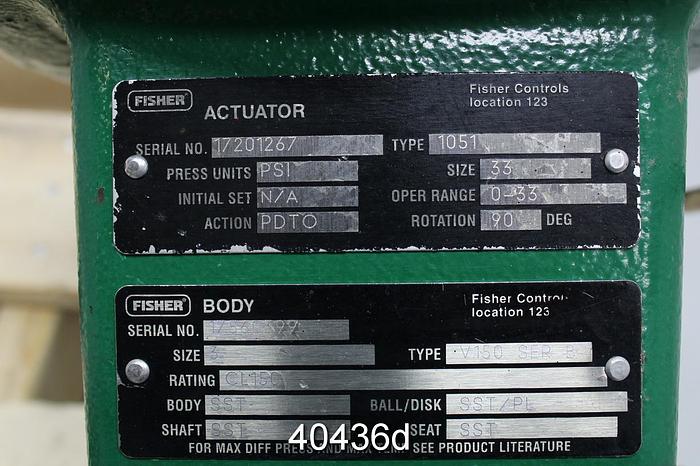 FISHER ACTUATOR Fisher Controls
location 123
SERIAL NO. 17201267 TYPE 1051
PRESS UNITS PSI SIZE 33
INITIAL SET N/A OPER RANGE 0-33
ACTION PDTO ROTATION 90 DEG
FISHER BODY Fisher Controls
location 123
SERIAL NO.
SIZE 3 TYPE V150 SER B
RATING CL150
BODY SST BALL/DISK SST/PL
SHAFT SST SEAT SST
40436d
FOR MAX DIFF PRESS AND MAX TEMP SEE PRODUCT LITERATURE